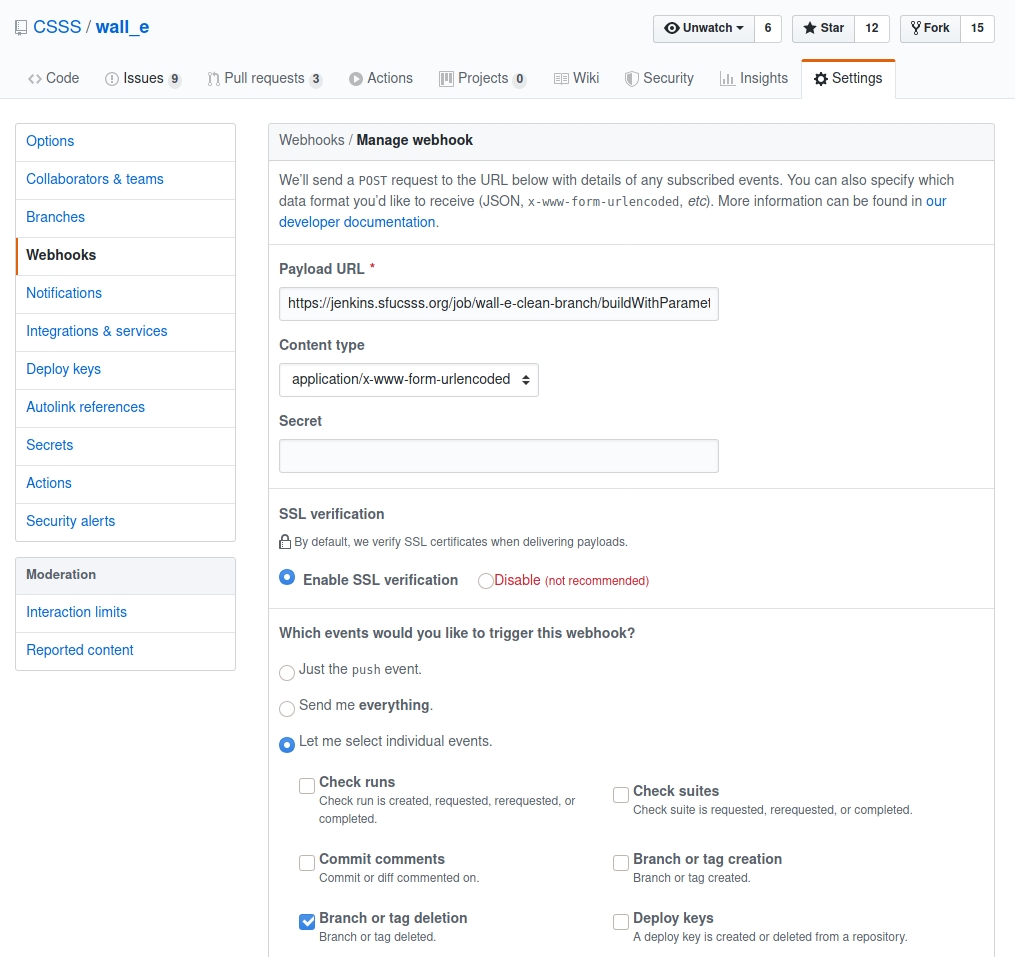 CSSS / wall_e
Unwatch 6 Star 12 Fork 15
Code Issues 9 Pull requests 3 Actions Projects 0 Wiki Security Insights Settings
Options
Collaborators & teams
Branches
Webhooks
Notifications
Integrations & services
Deploy keys
Autolink references
Secrets
Actions
Security alerts
Moderation
Interaction limits
Reported content
Webhooks / Manage webhook
We'll send a POST request to the URL below with details of any subscribed events. You can also specify which
data format you'd like to receive (JSON, x-www-form-urlencoded, etc). More information can be found in our
developer documentation.
Payload URL *
https://jenkins.sfucsss.org/job/wall-e-clean-branch/buildWithParamet
Content type
application/x-www-form-urlencoded
Secret
SSL verification
By default, we verify SSL certificates when delivering payloads.
Enable SSL verification Disable (not recommended)
Which events would you like to trigger this webhook?
Just the push event.
Send me everything.
Let me select individual events.
Check runs
Check run is created, requested, rerequested, or
completed.
Check suites
Check suite is requested, rerequested, or completed.
Commit comments
Commit or diff commented on.
Branch or tag creation
Branch or tag created.
Branch or tag deletion
Branch or tag deleted.
Deploy keys
A deploy key is created or deleted from a repository.